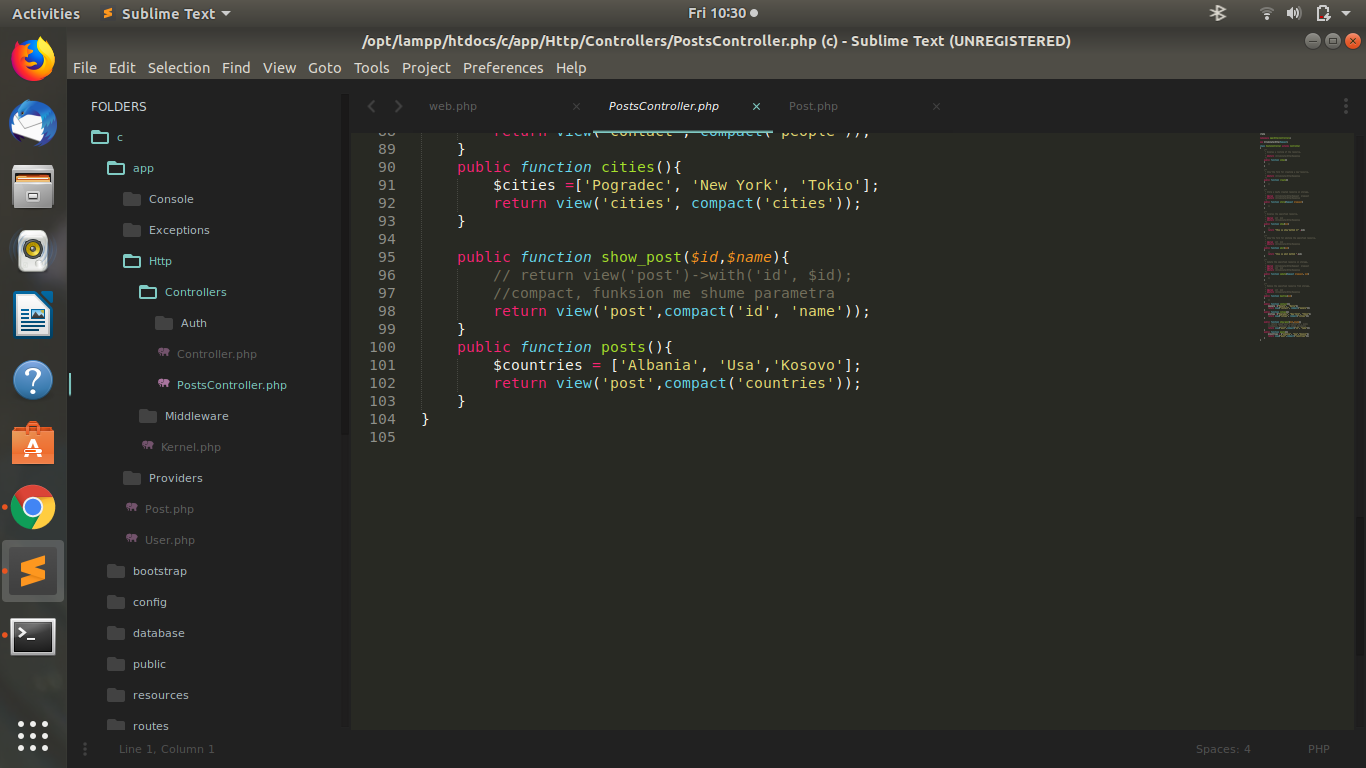 Activities Sublime Text Fri 10:30
/opt/lampp/htdocs/c/app/Http/Controllers/PostsController.php (c) - Sublime Text (UNREGISTERED)
File Edit Selection Find View Goto Tools Project Preferences Help
FOLDERS
c
app
Console
Exceptions
Http
Controllers
Auth
Controller.php
PostsController.php
Middleware
Kernel.php
Providers
Post.php
User.php
bootstrap
config
database
public
resources
routes
web.php PostsController.php Post.php
88 return view('contact', compact('people'));
89 }
90 public function cities(){
91 $cities =['Pogradec', 'New York', 'Tokio'];
92 return view('cities', compact('cities'));
93 }
94
95 public function show_post($id,$name){
96 // return view('post')->with('id', $id);
97 //compact, funksion me shume parametra
98 return view('post',compact('id', 'name'));
99 }
100 public function posts(){
101 $countries = ['Albania', 'Usa','Kosovo'];
102 return view('post',compact('countries'));
103 }
104 }
105
Line 1, Column 1 Spaces: 4 PHP